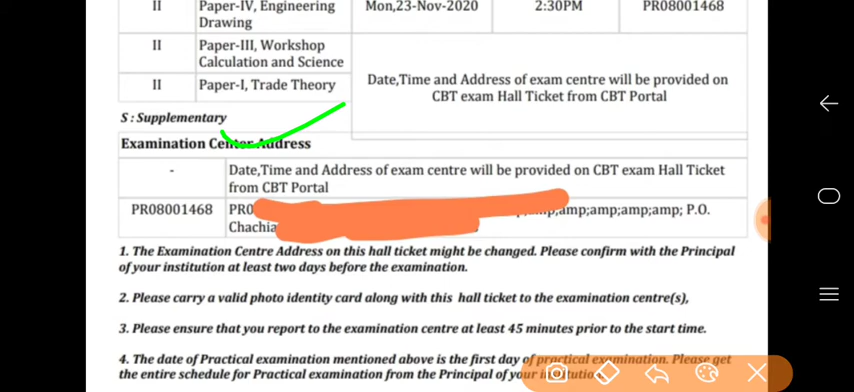 II Paper-IV, Engineering Drawing Mon,23-Nov-2020 2:30PM PR08001468
II Paper-III, Workshop Calculation and Science
II Paper-I, Trade Theory
Date,Time and Address of exam centre will be provided on
CBT exam Hall Ticket from CBT Portal
S : Supplementary
Examination Center Address
- Date,Time and Address of exam centre will be provided on CBT exam Hall Ticket
from CBT Portal
PR08001468 PR0 amp;amp;amp;amp; P.O.
Chachia
1. The Examination Centre Address on this hall ticket might be changed. Please confirm with the Principal
of your institution at least two days before the examination.
2. Please carry a valid photo identity card along with this hall ticket to the examination centre(s),
3. Please ensure that you report to the examination centre at least 45 minutes prior to the start time.
4. The date of Practical examination mentioned above is the first day of practical examination. Please get
the entire schedule for Practical examination from the Principal of your institution